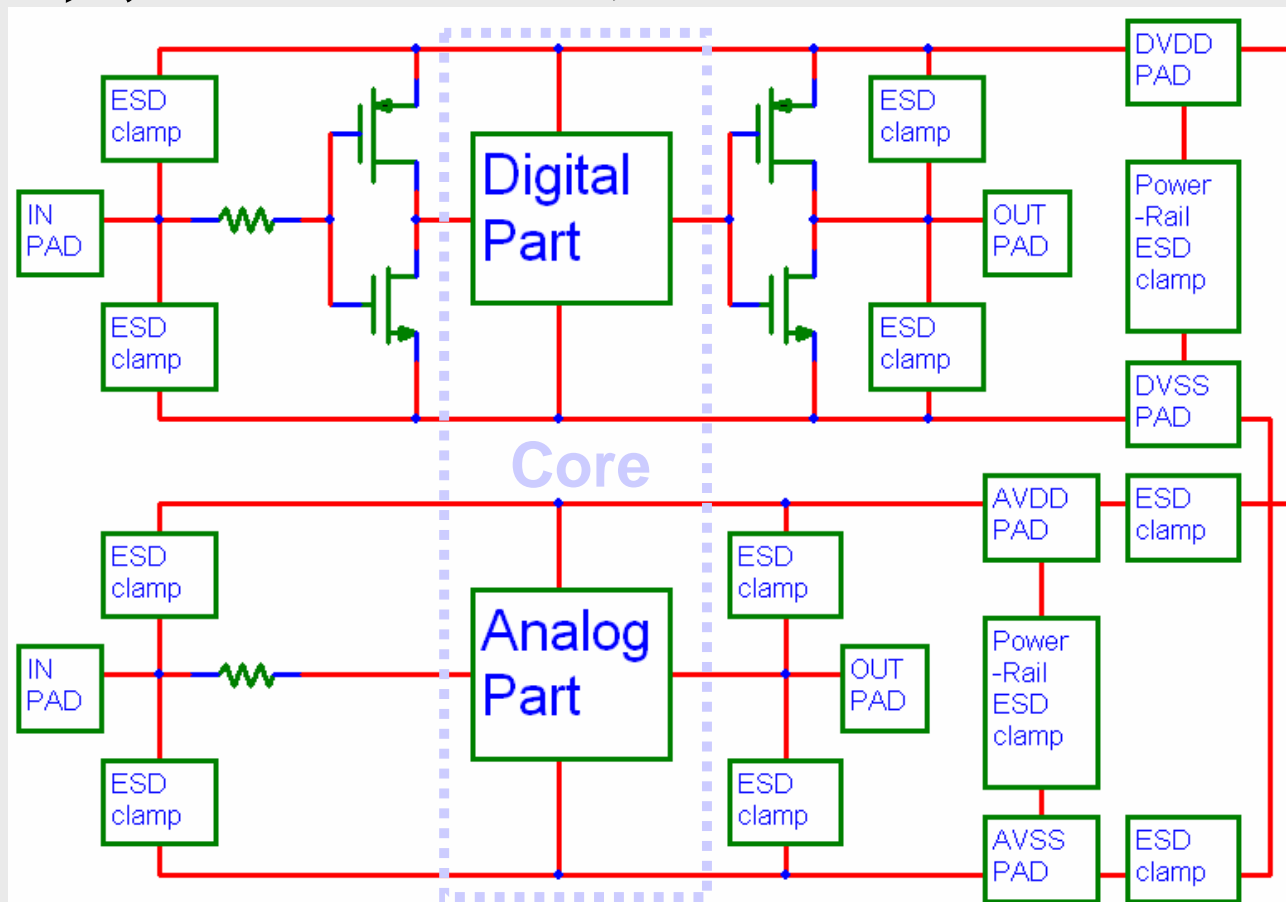 DVDD
PAD
ESD
clamp
ESD
clamp
Digital
Part
Power
-Rail
ESD
clamp
IN
PAD
OUT
PAD
ESD
clamp
ESD
clamp
DVSS
PAD
Core
AVDD
PAD
ESD
clamp
ESD
clamp
ESD
clamp
Analog
Part
Power
-Rail
ESD
clamp
IN
PAD
OUT
PAD
ESD
clamp
ESD
clamp
AVSS
PAD
ESD
clamp